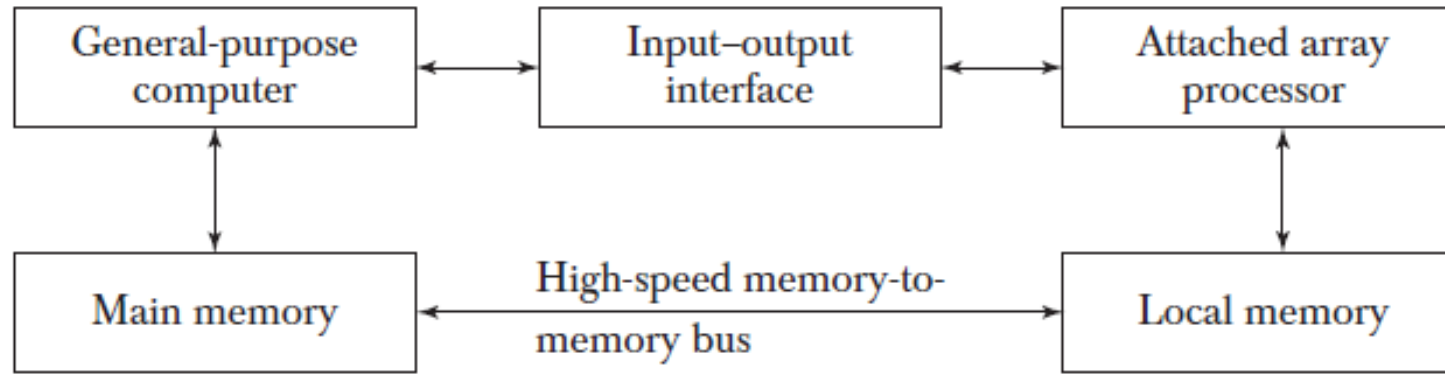 General-purpose
computer
Input–output
interface
Attached array
processor
Main memory
High-speed memory-to-
memory bus
Local memory